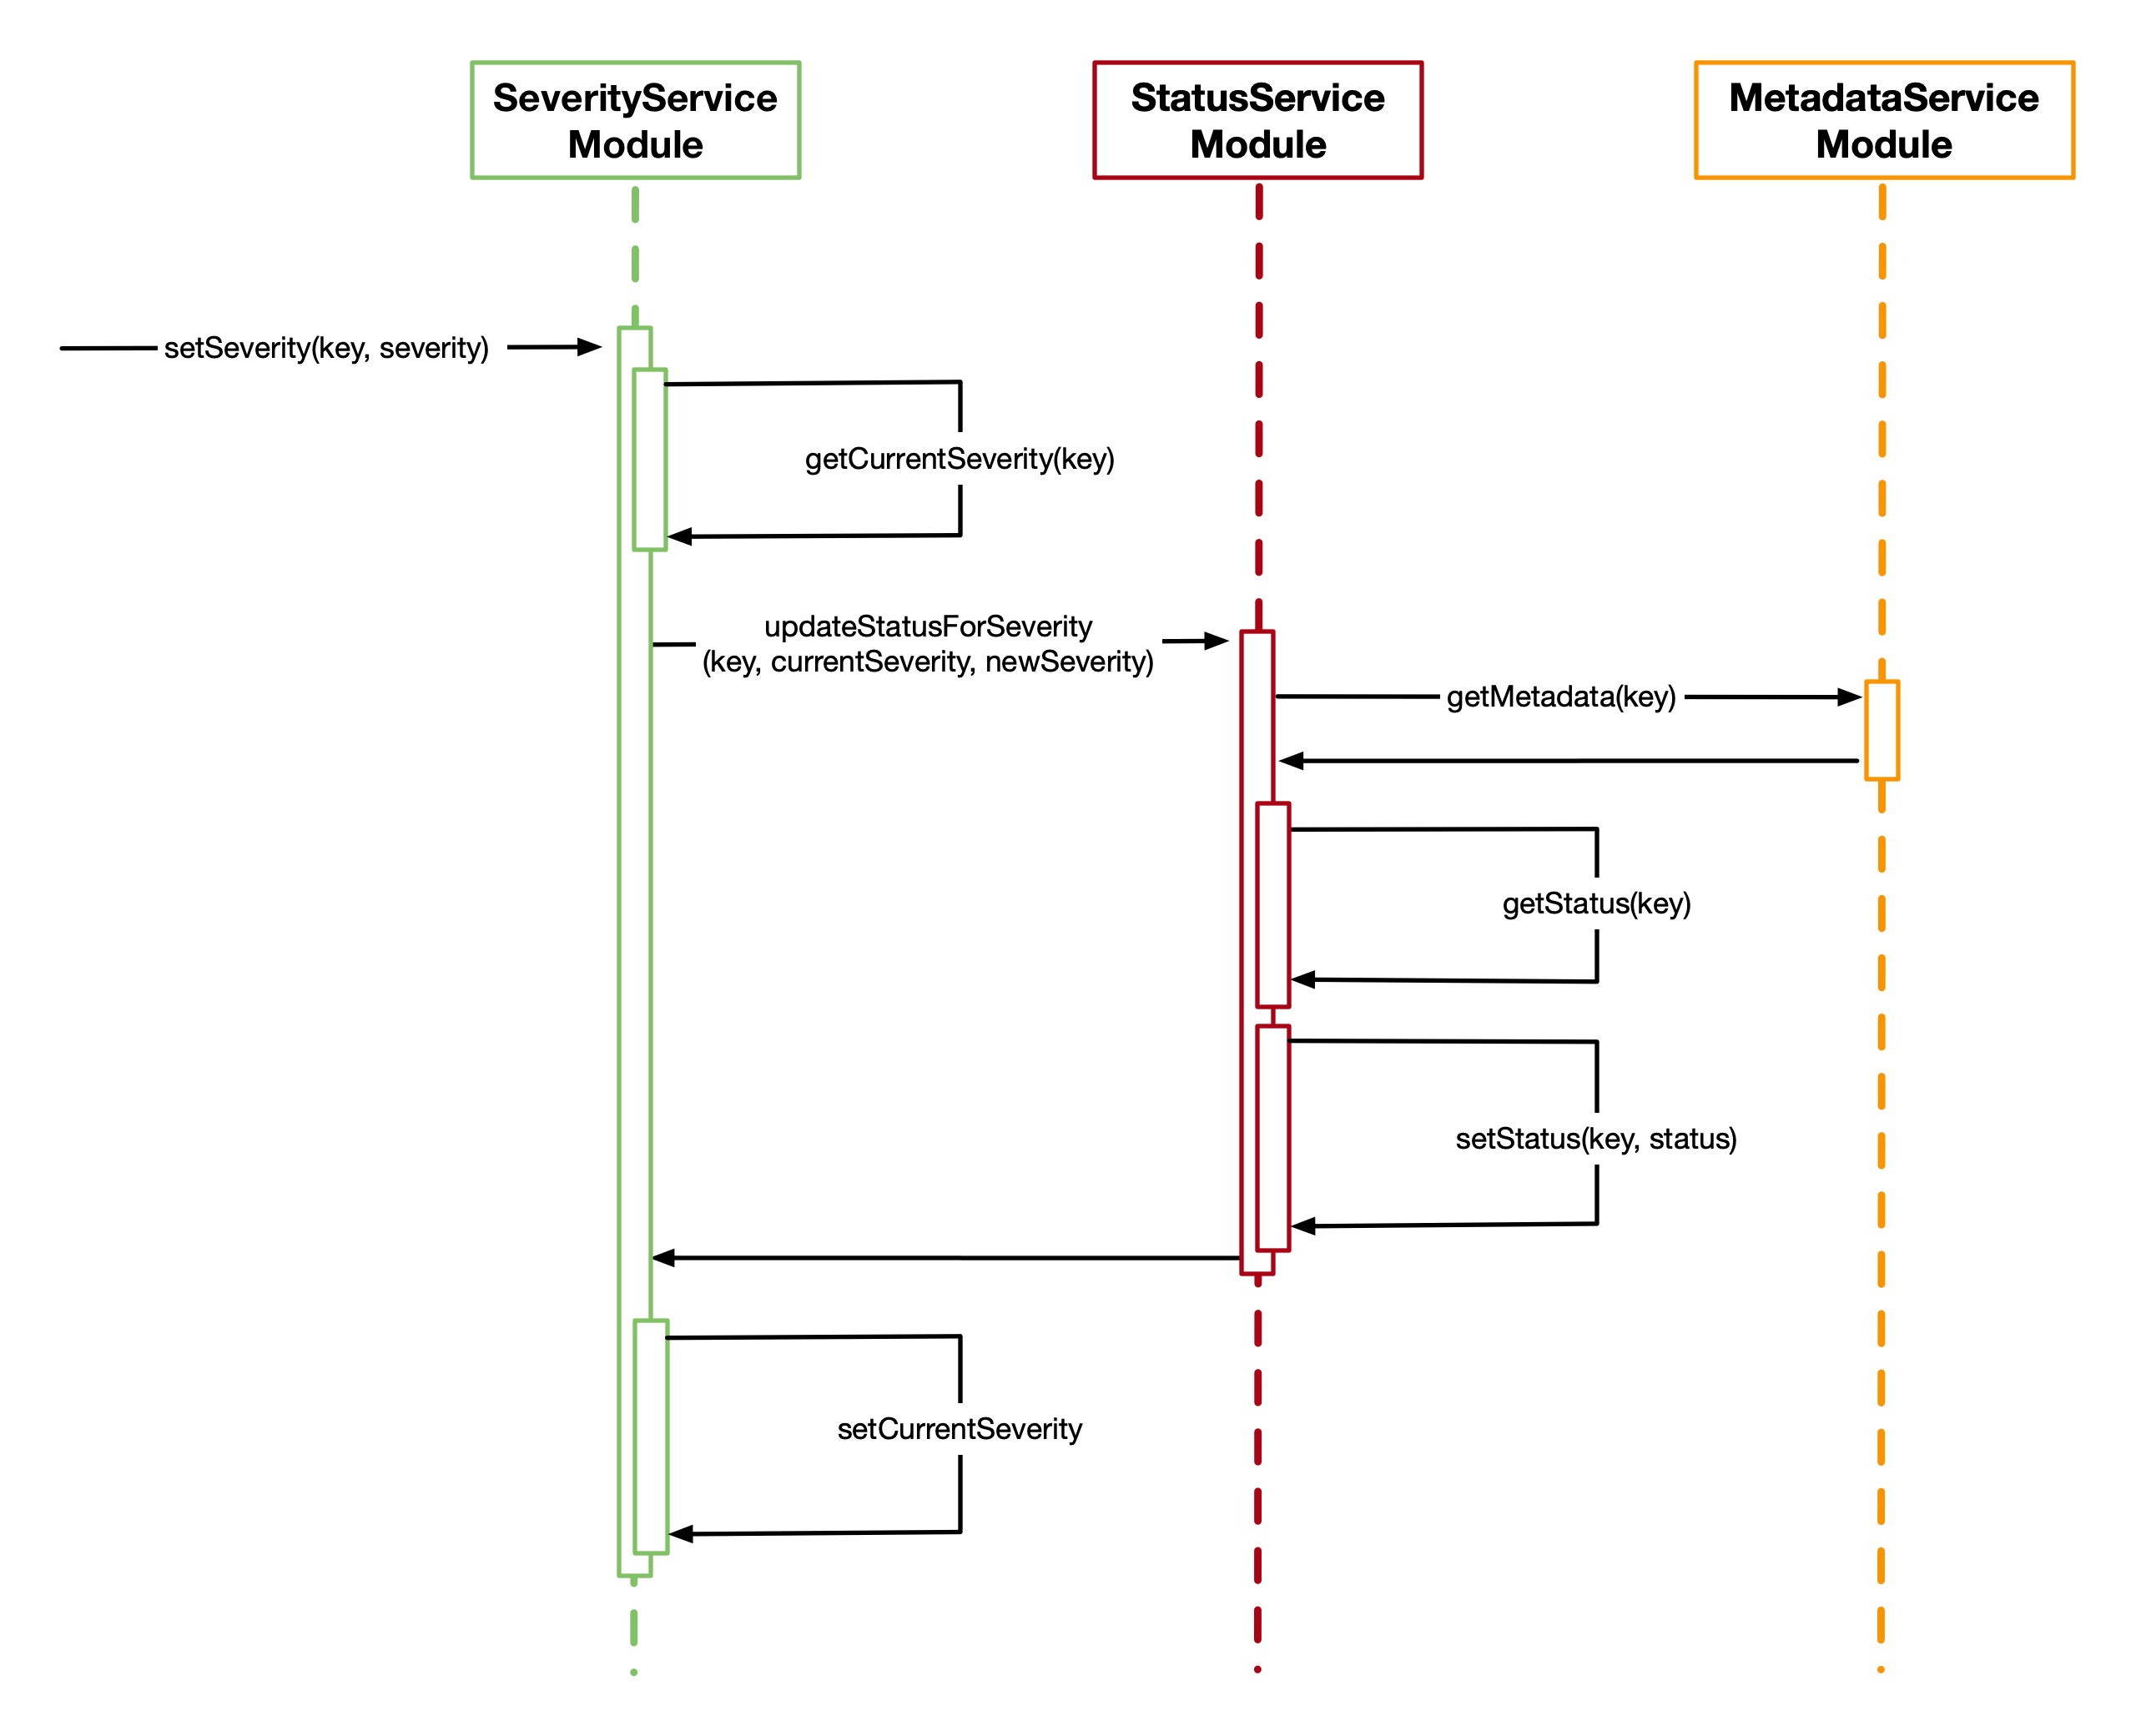 SeverityService
Module
StatusService
Module
MetadataService
Module
setSeverity(key, severity)
getCurrentSeverity(key)
updateStatusForSeverity
(key, currentSeverity, newSeverity)
getMetadata(key)
getStatus(key)
setStatus(key, status)
setCurrentSeverity